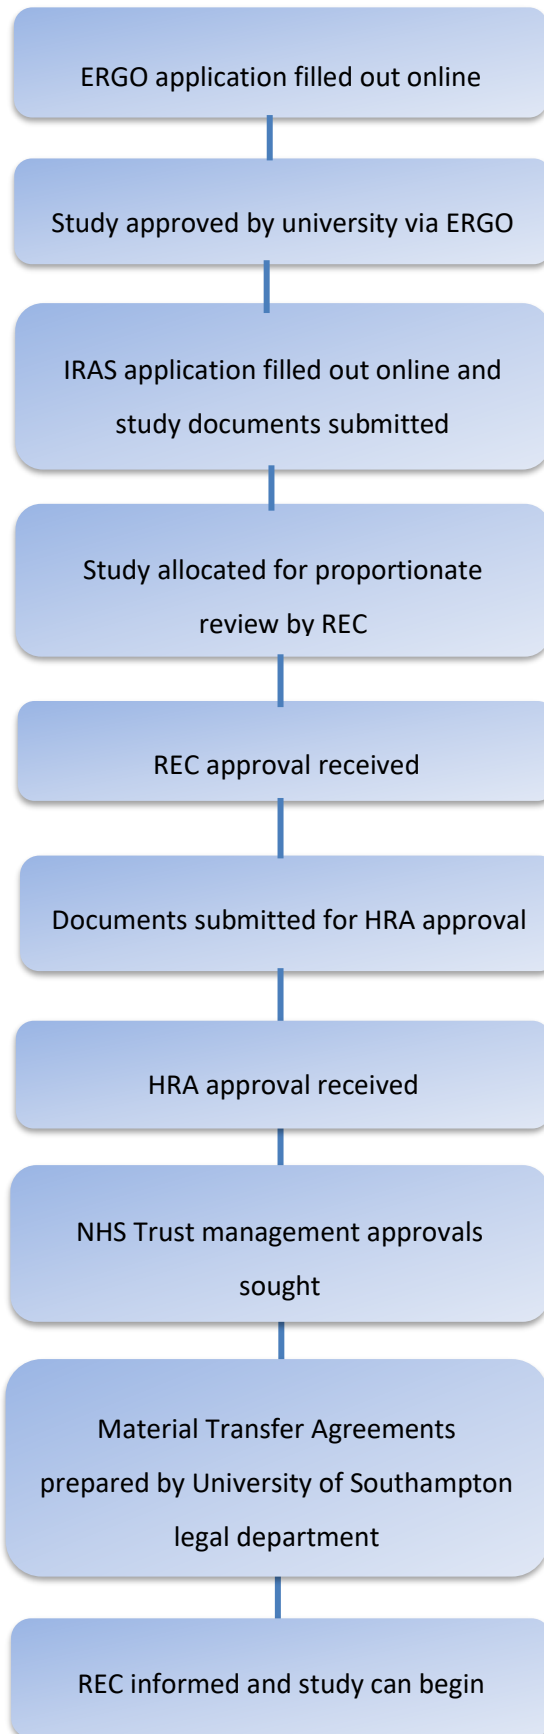 ERGO application filled out online
Study approved by university via ERGO
IRAS application filled out online and
study documents submitted
Study allocated for proportionate
review by REC
REC approval received
Documents submitted for HRA approval
HRA approval received
NHS Trust management approvals
sought
Material Transfer Agreements
prepared by University of Southampton
legal department
REC informed and study can begin